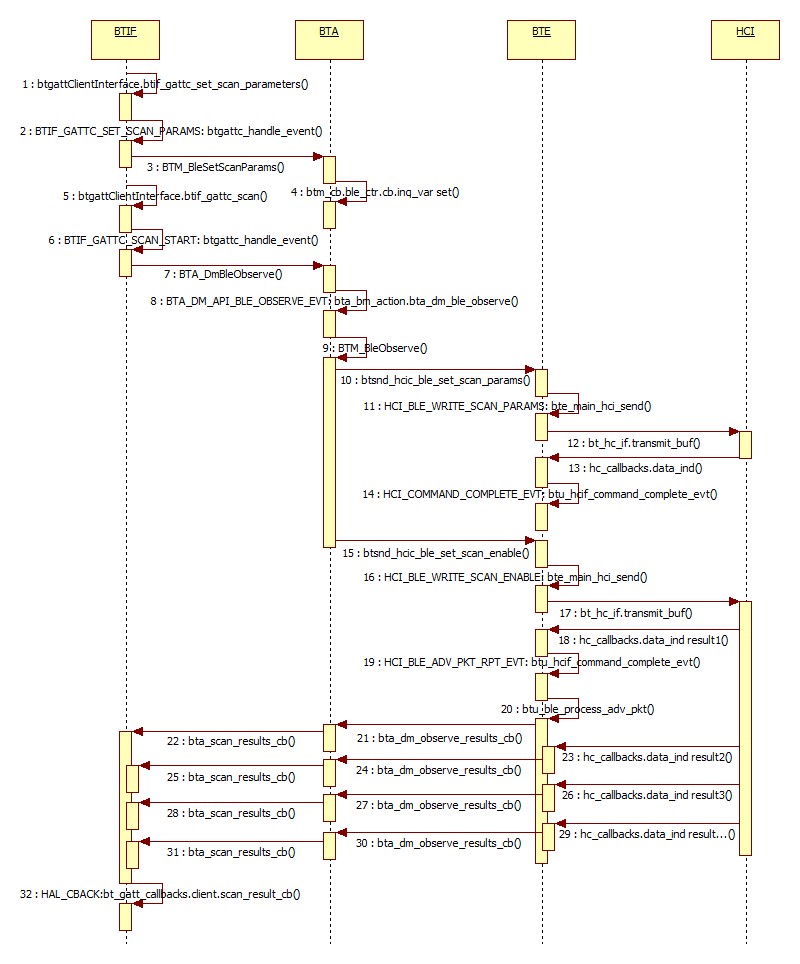 BTIF
BTA
BTE
HCI
1 : btgattClientInterface.btif_gattc_set_scan_parameters()
2 : BTIF_GATTC_SET_SCAN_PARAMS: btgattc_handle_event()
3 : BTM_BleSetScanParams()
4 : btm_cb.ble_ctr.cb.inq_var set()
5 : btgattClientInterface.btif_gattc_scan()
6 : BTIF_GATTC_SCAN_START: btgattc_handle_event()
7 : BTA_DmBleObserve()
8 : BTA_DM_API_BLE_OBSERVE_EVT: bta_bm_action.bta_dm_ble_observe()
9 : BTM_BleObserve()
10 : btsnd_hcic_ble_set_scan_params()
11 : HCI_BLE_WRITE_SCAN_PARAMS: bte_main_hci_send()
12 : bt_hc_if.transmit_buf()
13 : hc_callbacks.data_ind()
14 : HCI_COMMAND_COMPLETE_EVT: btu_hcif_command_complete_evt()
15 : btsnd_hcic_ble_set_scan_enable()
16 : HCI_BLE_WRITE_SCAN_ENABLE: bte_main_hci_send()
17 : bt_hc_if.transmit_buf()
18 : hc_callbacks.data_ind result1()
19 : HCI_BLE_ADV_PKT_RPT_EVT: btu_hcif_command_complete_evt()
20 : btu_ble_process_adv_pkt()
21 : bta_dm_observe_results_cb()
22 : bta_scan_results_cb()
23 : hc_callbacks.data_ind result2()
24 : bta_dm_observe_results_cb()
25 : bta_scan_results_cb()
26 : hc_callbacks.data_ind result3()
27 : bta_dm_observe_results_cb()
28 : bta_scan_results_cb()
29 : hc_callbacks.data_ind result...()
30 : bta_dm_observe_results_cb()
31 : bta_scan_results_cb()
32 : HAL_CBACK:bt_gatt_callbacks.client.scan_result_cb()